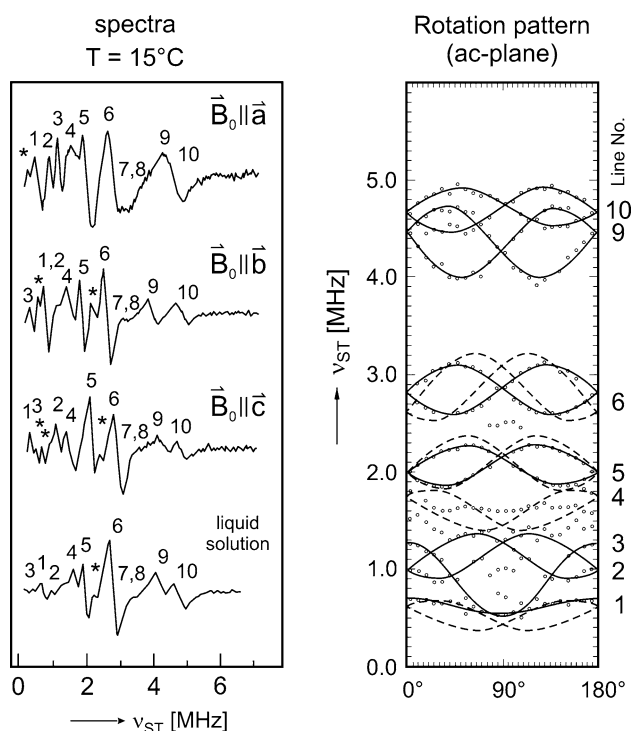 spectra
T = 15°C
B₀||a
* 1 2 3 4 5 6 7,8 9 10
B₀||b
3 * 1,2 4 5 * 6 7,8 9 10
B₀||c
1 3 * * 2 4 5 * 6 7,8 9 10
liquid
solution
3 1 2 4 5 * 6 7,8 9 10
0 2 4 6
ν_ST [MHz]
Rotation pattern
(ac-plane)
Line No.
5.0
4.0
3.0
2.0
1.0
0.0
ν_ST [MHz]
10
9
6
5
4
3
2
1
0° 90° 180°